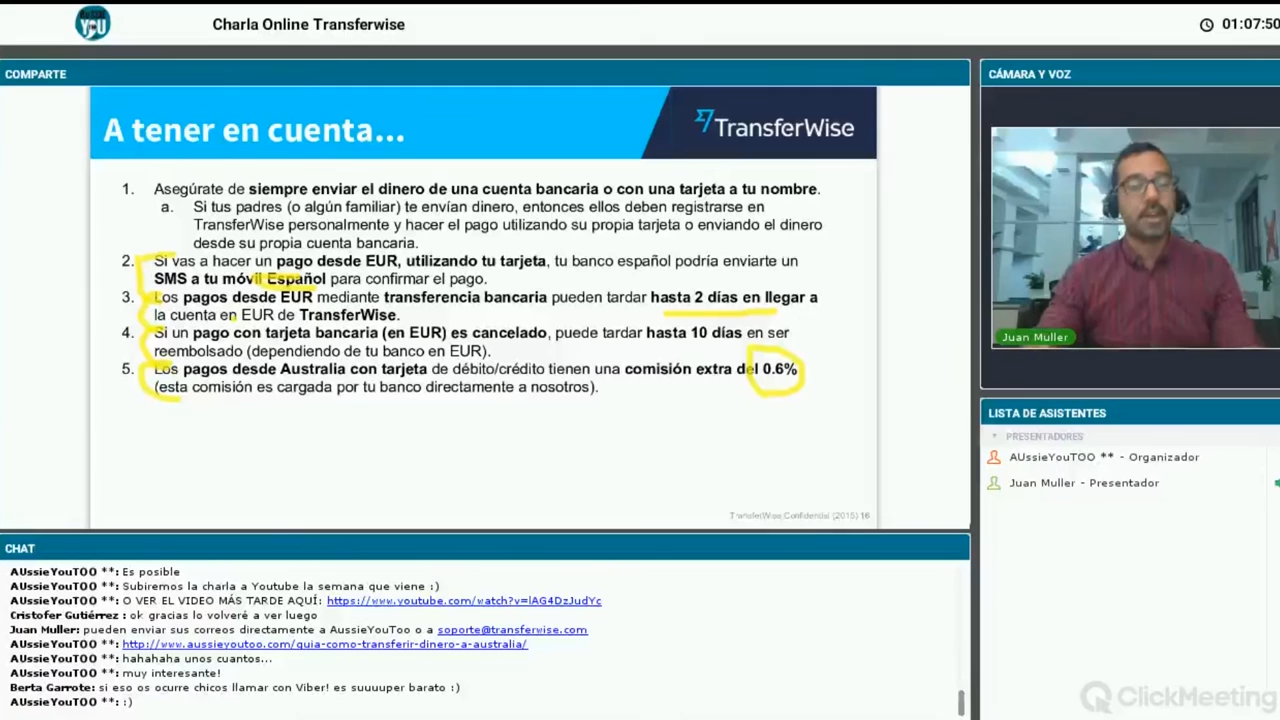 AUSSIE
YOU
TOO
Charla Online Transferwise
01:07:50
COMPARTE
A tener en cuenta...
TransferWise
1. Asegúrate de siempre enviar el dinero de una cuenta bancaria o con una tarjeta a tu nombre.
a. Si tus padres (o algún familiar) te envían dinero, entonces ellos deben registrarse en
TransferWise personalmente y hacer el pago utilizando su propia tarjeta o enviando el dinero
desde su propia cuenta bancaria.
2. Si vas a hacer un pago desde EUR, utilizando tu tarjeta, tu banco español podría enviarte un
SMS a tu móvil Español para confirmar el pago.
3. Los pagos desde EUR mediante transferencia bancaria pueden tardar hasta 2 días en llegar a
la cuenta en EUR de TransferWise.
4. Si un pago con tarjeta bancaria (en EUR) es cancelado, puede tardar hasta 10 días en ser
reembolsado (dependiendo de tu banco en EUR).
5. Los pagos desde Australia con tarjeta de débito/crédito tienen una comisión extra del 0.6%
(esta comisión es cargada por tu banco directamente a nosotros).
TransferWise Confidential (2015) 16
CÁMARA Y VOZ
Juan Muller
LISTA DE ASISTENTES
PRESENTADORES
AUssieYouTOO ** - Organizador
Juan Muller - Presentador
CHAT
AUssieYouTOO **: Es posible
AUssieYouTOO **: Subiremos la charla a Youtube la semana que viene :)
AUssieYouTOO **: O VER EL VIDEO MÁS TARDE AQUÍ: https://www.youtube.com/watch?v=lAG4DzJudYc
Cristofer Gutiérrez : ok gracias lo volveré a ver luego
Juan Muller: pueden enviar sus correos directamente a AussieYouToo o a soporte@transferwise.com
AUssieYouTOO **: http://www.aussieyoutoo.com/guia-como-transferir-dinero-a-australia/
AUssieYouTOO **: hahahaha unos cuantos...
AUssieYouTOO **: muy interesante!
Berta Garrote: si eso os ocurre chicos llamar con Viber! es suuuuper barato :)
AUssieYouTOO **: :)
ClickMeeting